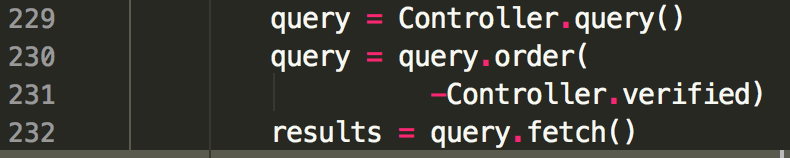 229 query = Controller.query()
230 query = query.order(
231 -Controller.verified)
232 results = query.fetch()